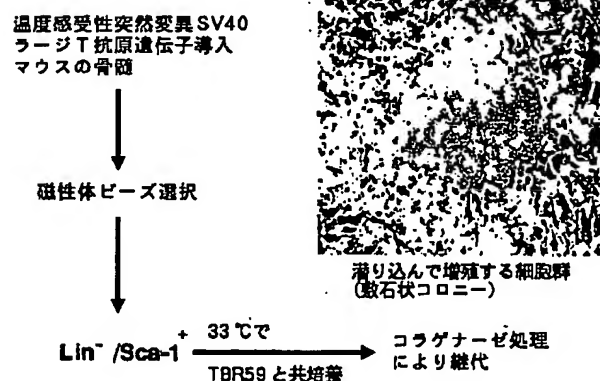 温度感受性突然変異SV40
ラージT抗原遺伝子導入
マウスの骨髄
磁性体ビーズ選択
潜り込んで増殖する細胞群
(敷石状コロニー)
Lin⁻ /Sca-1⁺
33℃で
TBR59と共培養
コラゲナーゼ処理
により継代